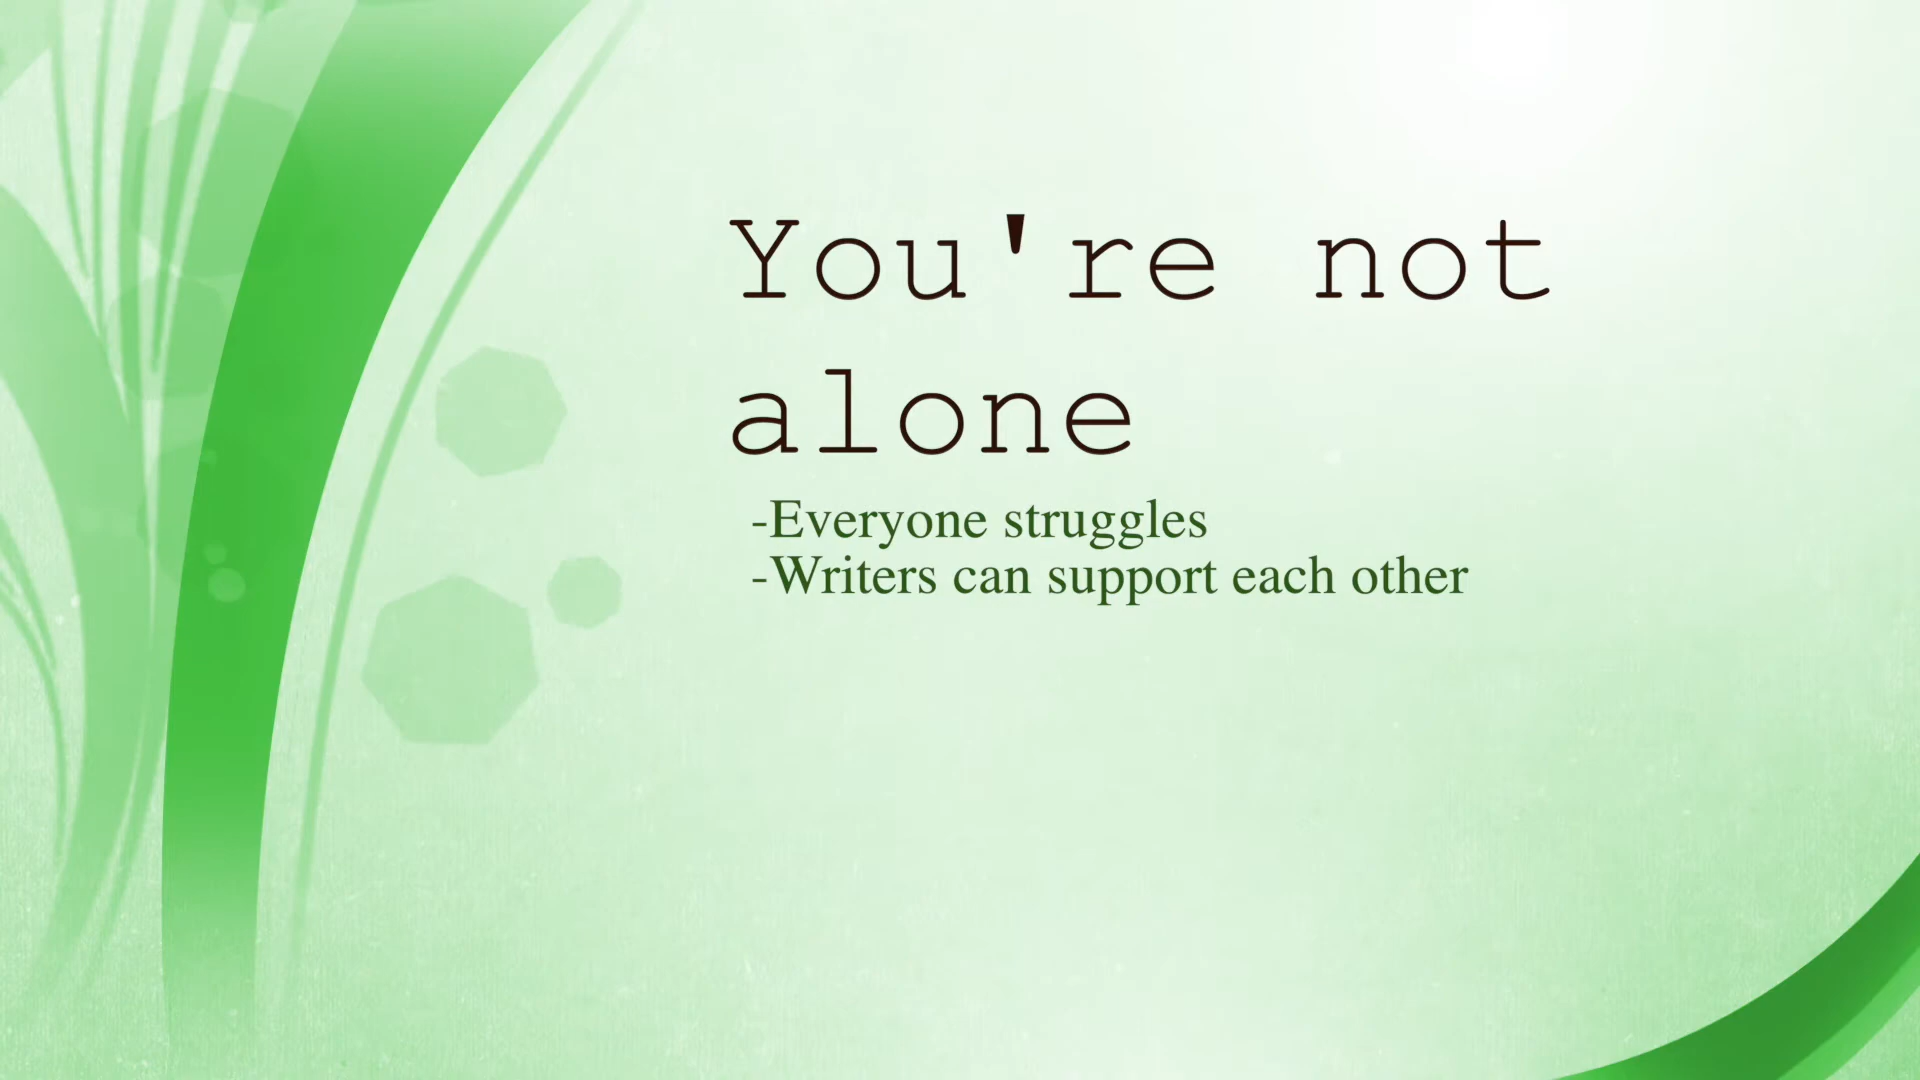 You're not
alone
-Everyone struggles
-Writers can support each other